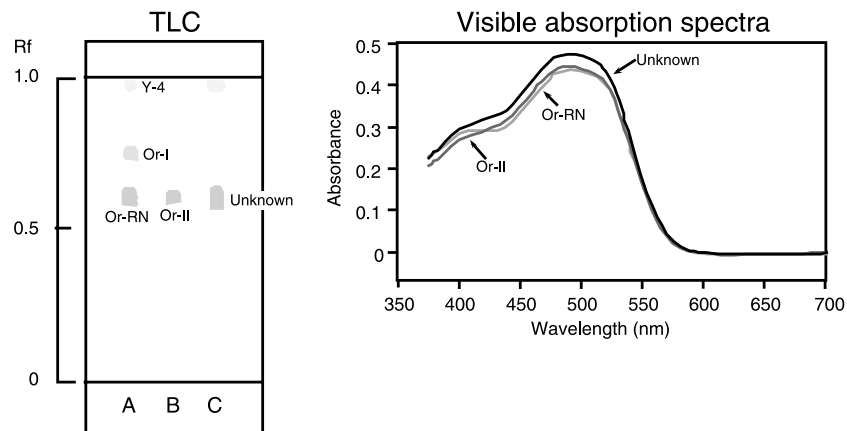 TLC
Rf
1.0
Y-4
Or-I
Or-RN
Or-II
Unknown
0.5
0
A B C
Visible absorption spectra
0.5
0.4
0.3
0.2
0.1
0
Absorbance
Unknown
Or-RN
Or-II
350 400 450 500 550 600 650 700
Wavelength (nm)